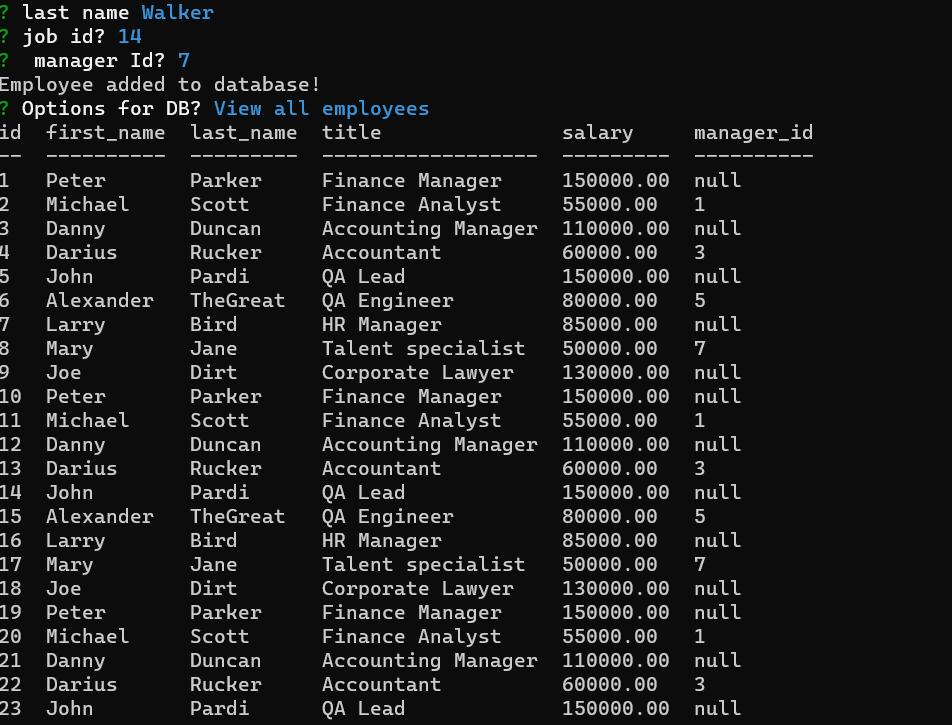 ? last name Walker
? job id? 14
?  manager Id? 7
Employee added to database!
? Options for DB? View all employees
id  first_name  last_name  title               salary     manager_id
--  ----------  ---------  ------------------  ---------  ----------
1   Peter       Parker     Finance Manager     150000.00  null
2   Michael     Scott      Finance Analyst     55000.00   1
3   Danny       Duncan     Accounting Manager  110000.00  null
4   Darius      Rucker     Accountant          60000.00   3
5   John        Pardi      QA Lead             150000.00  null
6   Alexander   TheGreat   QA Engineer         80000.00   5
7   Larry       Bird       HR Manager          85000.00   null
8   Mary        Jane       Talent specialist   50000.00   7
9   Joe         Dirt       Corporate Lawyer    130000.00  null
10  Peter       Parker     Finance Manager     150000.00  null
11  Michael     Scott      Finance Analyst     55000.00   1
12  Danny       Duncan     Accounting Manager  110000.00  null
13  Darius      Rucker     Accountant          60000.00   3
14  John        Pardi      QA Lead             150000.00  null
15  Alexander   TheGreat   QA Engineer         80000.00   5
16  Larry       Bird       HR Manager          85000.00   null
17  Mary        Jane       Talent specialist   50000.00   7
18  Joe         Dirt       Corporate Lawyer    130000.00  null
19  Peter       Parker     Finance Manager     150000.00  null
20  Michael     Scott      Finance Analyst     55000.00   1
21  Danny       Duncan     Accounting Manager  110000.00  null
22  Darius      Rucker     Accountant          60000.00   3
23  John        Pardi      QA Lead             150000.00  null